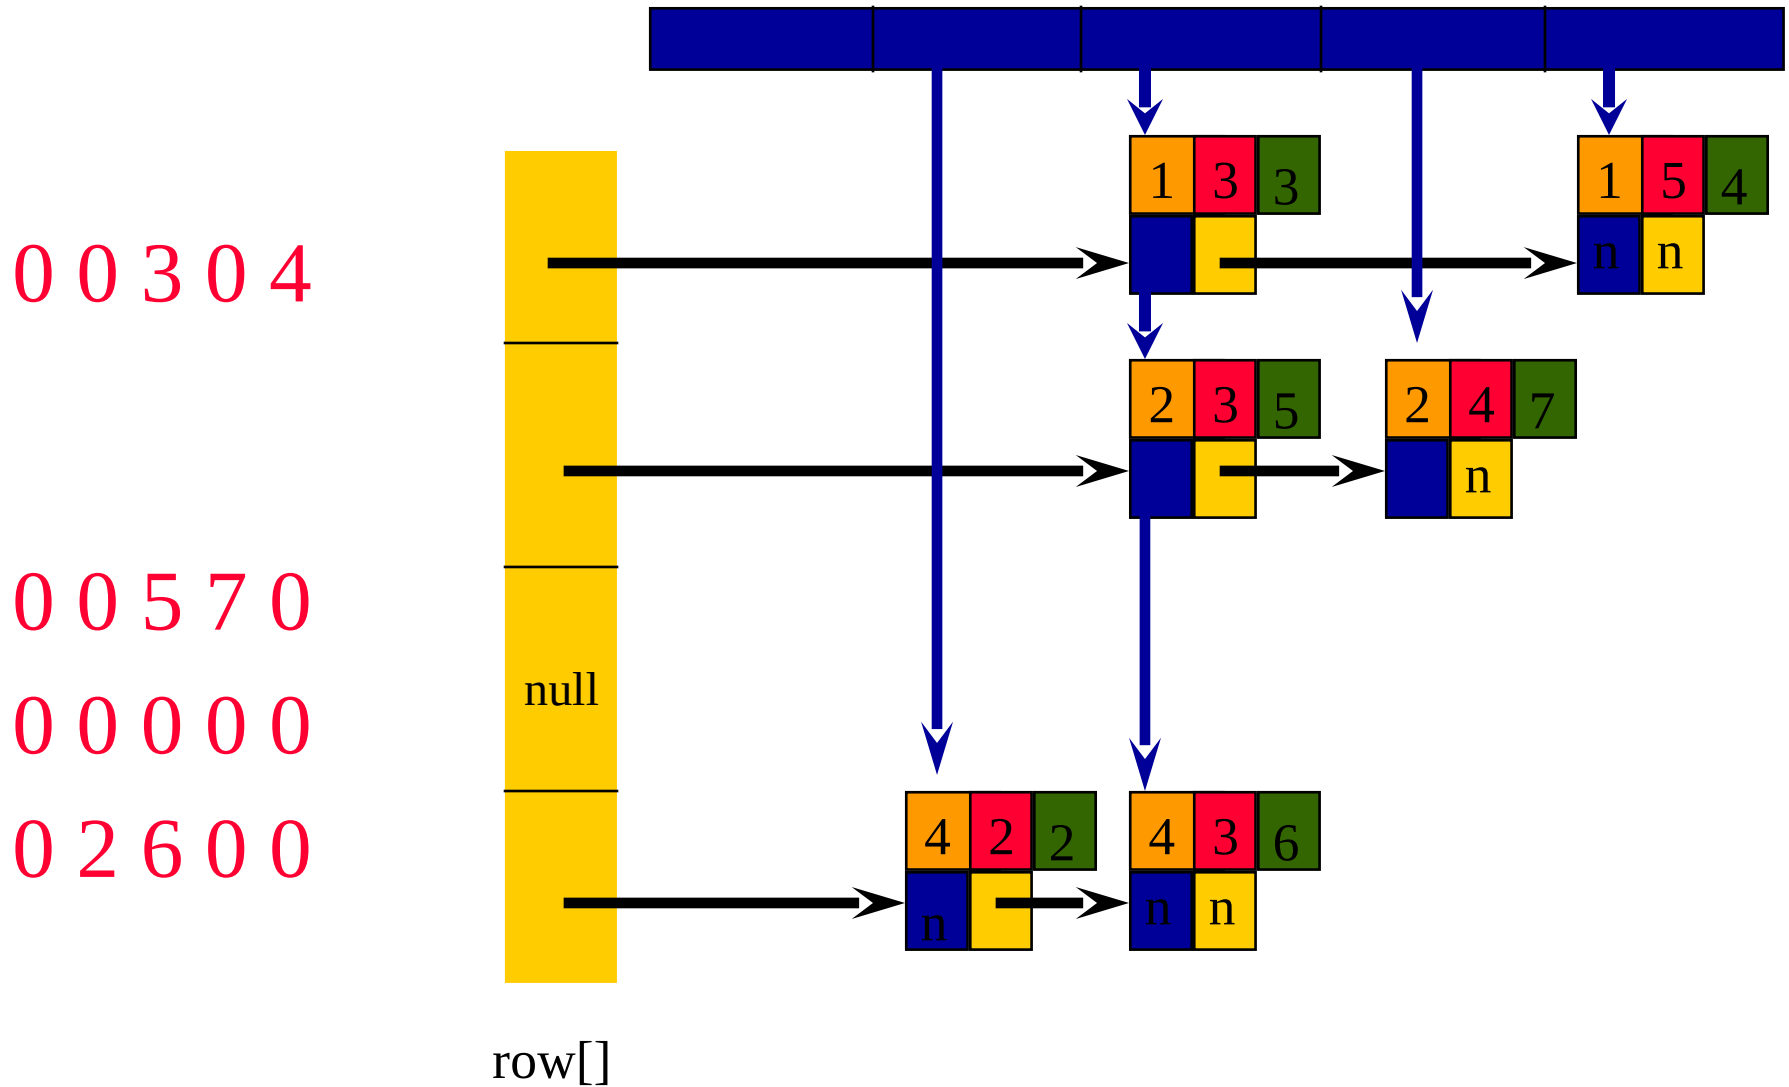 1 3 3 1 5 4
0 0 3 0 4 n n
2 3 5 2 4 7
n
0 0 5 7 0
null
0 0 0 0 0
0 2 6 0 0 4 2 2 4 3 6
n n n
row[]